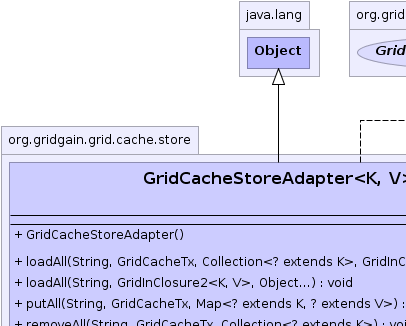 java.lang
org.grid
Object
Grid
org.gridgain.grid.cache.store
GridCacheStoreAdapter<K, V>
+ GridCacheStoreAdapter()
+ loadAll(String, GridCacheTx, Collection<? extends K>, GridInC
+ loadAll(String, GridInClosure2<K, V>, Object...) : void
+ putAll(String, GridCacheTx, Map<? extends K, ? extends V>) :
+ removeAll(String, GridCacheTx, Collection<? extends K>) : voi